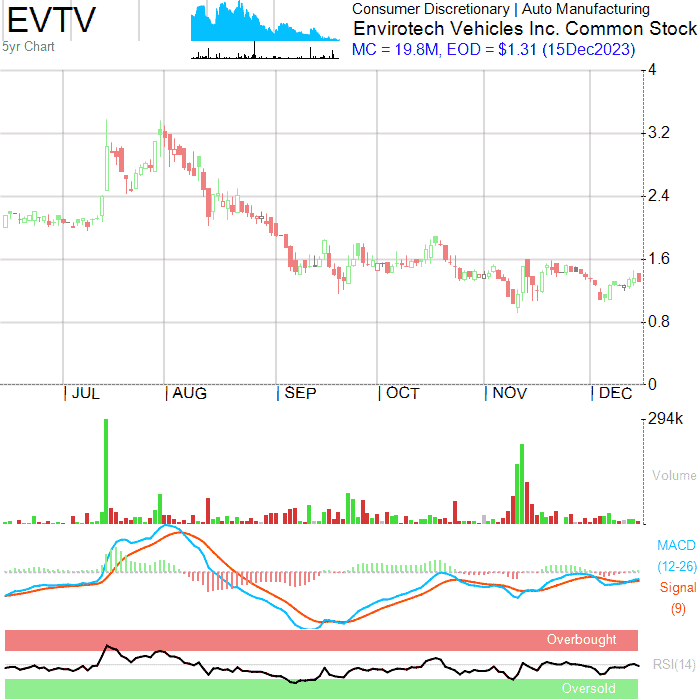 EVTV
5yr Chart
Consumer Discretionary | Auto Manufacturing
Envirotech Vehicles Inc. Common Stock
MC = 19.8M, EOD = $1.31 (15Dec2023)
4
3.2
2.4
1.6
0.8
0
JUL AUG SEP OCT NOV DEC
294k
Volume
MACD
(12-26)
Signal
(9)
Overbought
RSI(14)
Oversold